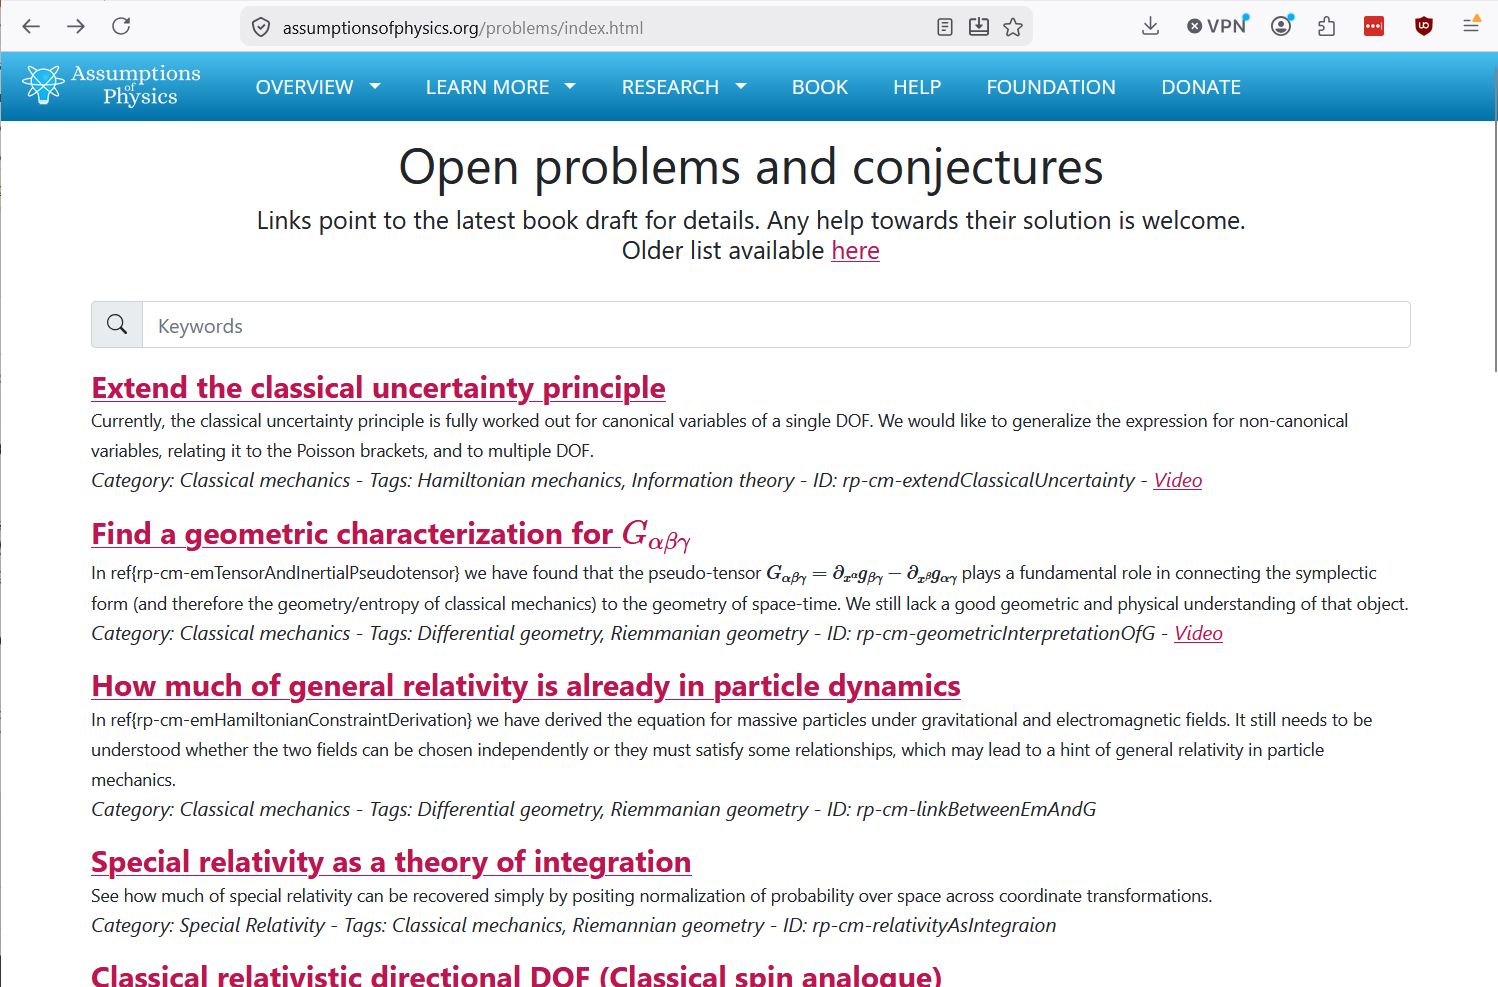 assumptionsofphysics.org/problems/index.html
VPN
Assumptions
of
Physics
OVERVIEW LEARN MORE RESEARCH BOOK HELP FOUNDATION DONATE
Open problems and conjectures
Links point to the latest book draft for details. Any help towards their solution is welcome.
Older list available here
Keywords
Extend the classical uncertainty principle
Currently, the classical uncertainty principle is fully worked out for canonical variables of a single DOF. We would like to generalize the expression for non-canonical
variables, relating it to the Poisson brackets, and to multiple DOF.
Category: Classical mechanics - Tags: Hamiltonian mechanics, Information theory - ID: rp-cm-extendClassicalUncertainty - Video
Find a geometric characterization for G_{αβγ}
In ref{rp-cm-emTensorAndInertialPseudotensor} we have found that the pseudo-tensor G_{αβγ} = ∂_{x^α}g_{βγ} − ∂_{x^β}g_{αγ} plays a fundamental role in connecting the symplectic
form (and therefore the geometry/entropy of classical mechanics) to the geometry of space-time. We still lack a good geometric and physical understanding of that object.
Category: Classical mechanics - Tags: Differential geometry, Riemmanian geometry - ID: rp-cm-geometricInterpretationOfG - Video
How much of general relativity is already in particle dynamics
In ref{rp-cm-emHamiltonianConstraintDerivation} we have derived the equation for massive particles under gravitational and electromagnetic fields. It still needs to be
understood whether the two fields can be chosen independently or they must satisfy some relationships, which may lead to a hint of general relativity in particle
mechanics.
Category: Classical mechanics - Tags: Differential geometry, Riemmanian geometry - ID: rp-cm-linkBetweenEmAndG
Special relativity as a theory of integration
See how much of special relativity can be recovered simply by positing normalization of probability over space across coordinate transformations.
Category: Special Relativity - Tags: Classical mechanics, Riemannian geometry - ID: rp-cm-relativityAsIntegraion
Classical relativistic directional DOF (Classical spin analogue)